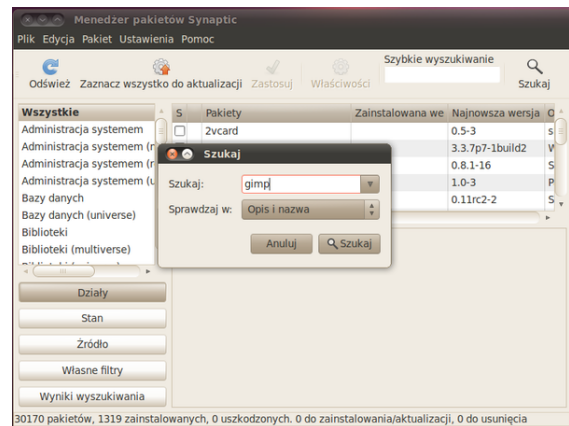 Menedżer pakietów Synaptic
Plik Edycja Pakiet Ustawienia Pomoc
Szybkie wyszukiwanie
Odśwież Zaznacz wszystko do aktualizacji Zastosuj Właściwości Szukaj
Wszystkie S Pakiety Zainstalowana we Najnowsza wersja O
Administracja systemem 2vcard 0.5-3 s
Administracja systemem (r 3.3.7p7-1build2
Administracja systemem (r Szukaj 0.8.1-16 S
Administracja systemem (u Szukaj: gimp 1.0-3 P
Bazy danych 0.11rc2-2 S
Bazy danych (universe) Sprawdzaj w: Opis i nazwa
Biblioteki
Biblioteki (multiverse) Anuluj Szukaj
Działy
Stan
Źródło
Własne filtry
Wyniki wyszukiwania
30170 pakietów, 1319 zainstalowanych, 0 uszkodzonych. 0 do zainstalowania/aktualizacji, 0 do usunięcia